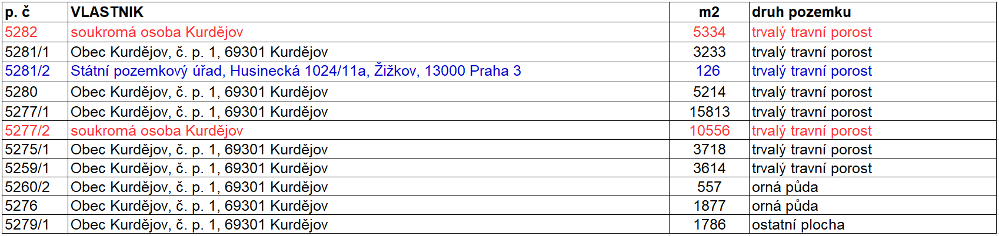 p. č VLASTNIK m2 druh pozemku
5282 soukromá osoba Kurdějov 5334 trvalý travní porost
5281/1 Obec Kurdějov, č. p. 1, 69301 Kurdějov 3233 trvalý travní porost
5281/2 Státní pozemkový úřad, Husinecká 1024/11a, Žižkov, 13000 Praha 3 126 trvalý travní porost
5280 Obec Kurdějov, č. p. 1, 69301 Kurdějov 5214 trvalý travní porost
5277/1 Obec Kurdějov, č. p. 1, 69301 Kurdějov 15813 trvalý travní porost
5277/2 soukromá osoba Kurdějov 10556 trvalý travní porost
5275/1 Obec Kurdějov, č. p. 1, 69301 Kurdějov 3718 trvalý travní porost
5259/1 Obec Kurdějov, č. p. 1, 69301 Kurdějov 3614 trvalý travní porost
5260/2 Obec Kurdějov, č. p. 1, 69301 Kurdějov 557 orná půda
5276 Obec Kurdějov, č. p. 1, 69301 Kurdějov 1877 orná půda
5279/1 Obec Kurdějov, č. p. 1, 69301 Kurdějov 1786 ostatní plocha